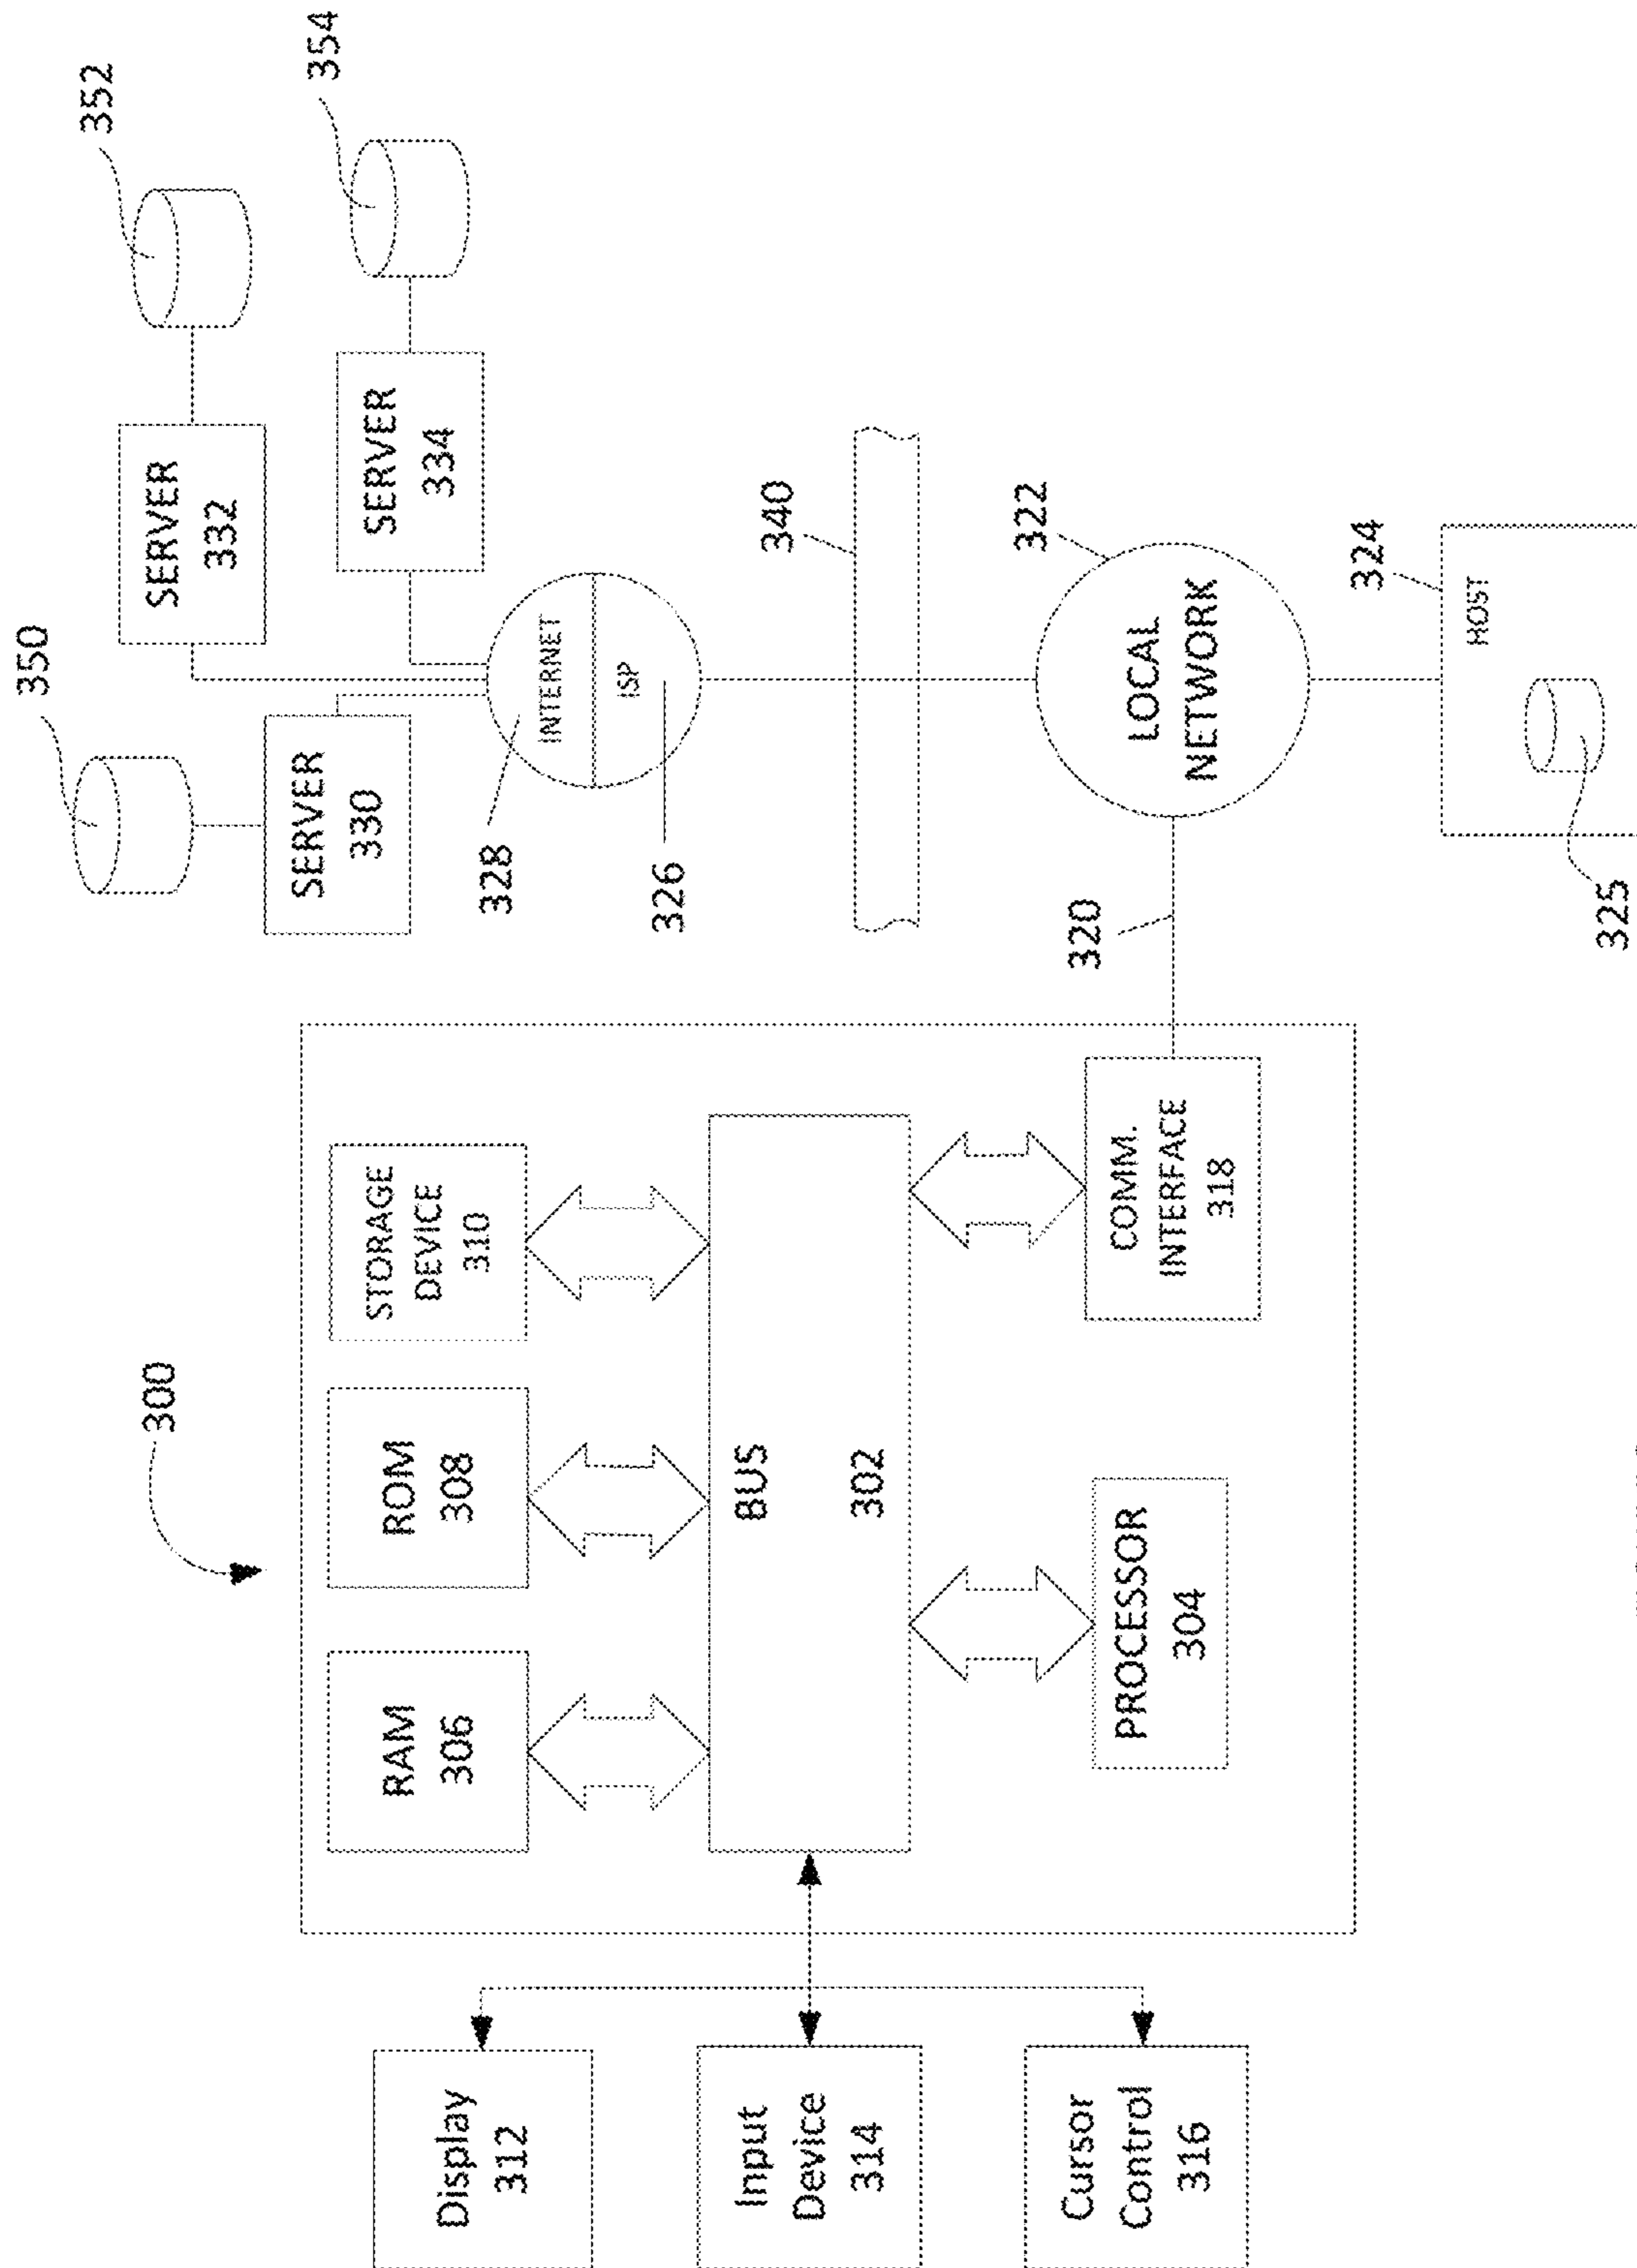 300
Display
312
Input
Device
314
Cursor
Control
316
RAM
306
ROM
308
STORAGE
DEVICE
310
BUS
302
PROCESSOR
304
COMM.
INTERFACE
318
320
350
352
354
SERVER
330
SERVER
332
SERVER
334
328
INTERNET
ISP
326
340
322
LOCAL
NETWORK
324
HOST
325